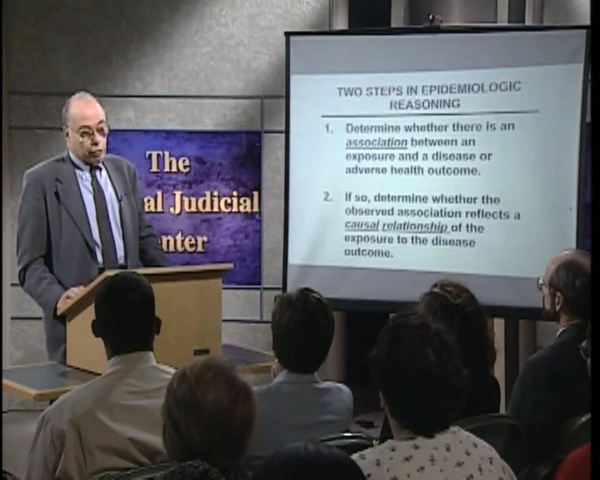 The
al Judicial
nter
TWO STEPS IN EPIDEMIOLOGIC
REASONING
1. Determine whether there is an
association between an
exposure and a disease or
adverse health outcome.
2. If so, determine whether the
observed association reflects a
causal relationship of the
exposure to the disease
outcome.